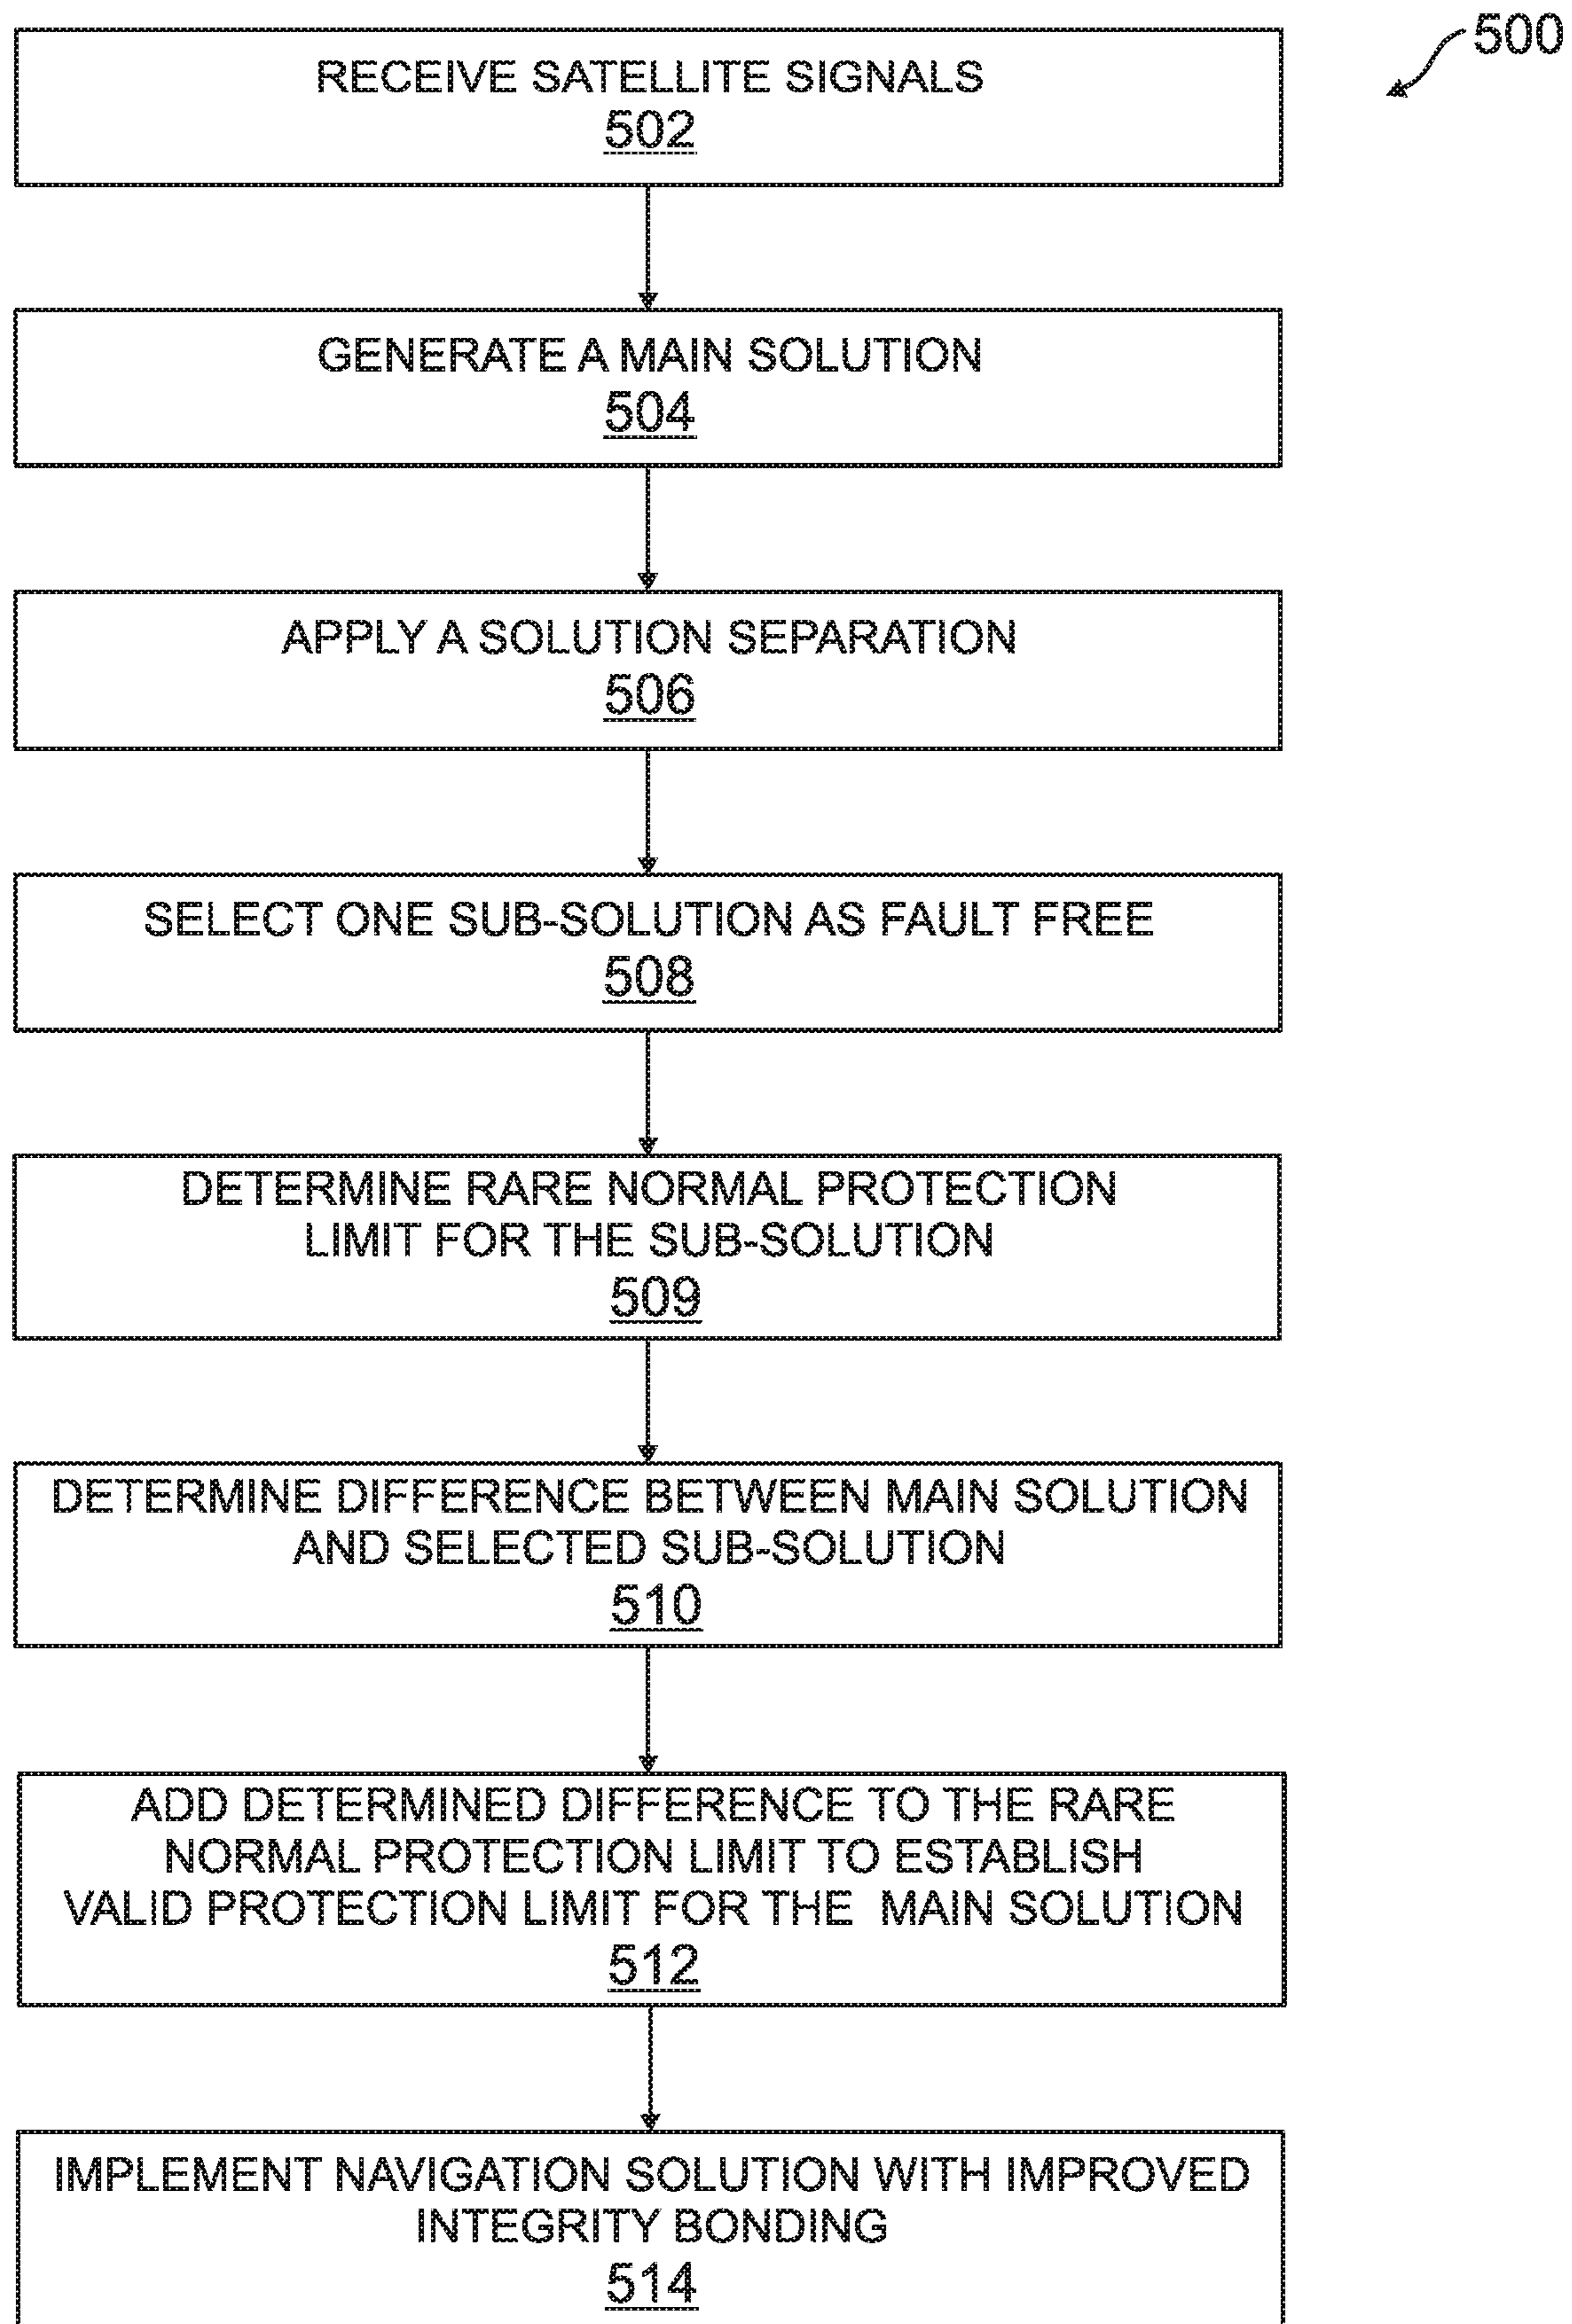 500
RECEIVE SATELLITE SIGNALS
502
GENERATE A MAIN SOLUTION
504
APPLY A SOLUTION SEPARATION
506
SELECT ONE SUB-SOLUTION AS FAULT FREE
508
DETERMINE RARE NORMAL PROTECTION
LIMIT FOR THE SUB-SOLUTION
509
DETERMINE DIFFERENCE BETWEEN MAIN SOLUTION
AND SELECTED SUB-SOLUTION
510
ADD DETERMINED DIFFERENCE TO THE RARE
NORMAL PROTECTION LIMIT TO ESTABLISH
VALID PROTECTION LIMIT FOR THE MAIN SOLUTION
512
IMPLEMENT NAVIGATION SOLUTION WITH IMPROVED
INTEGRITY BONDING
514